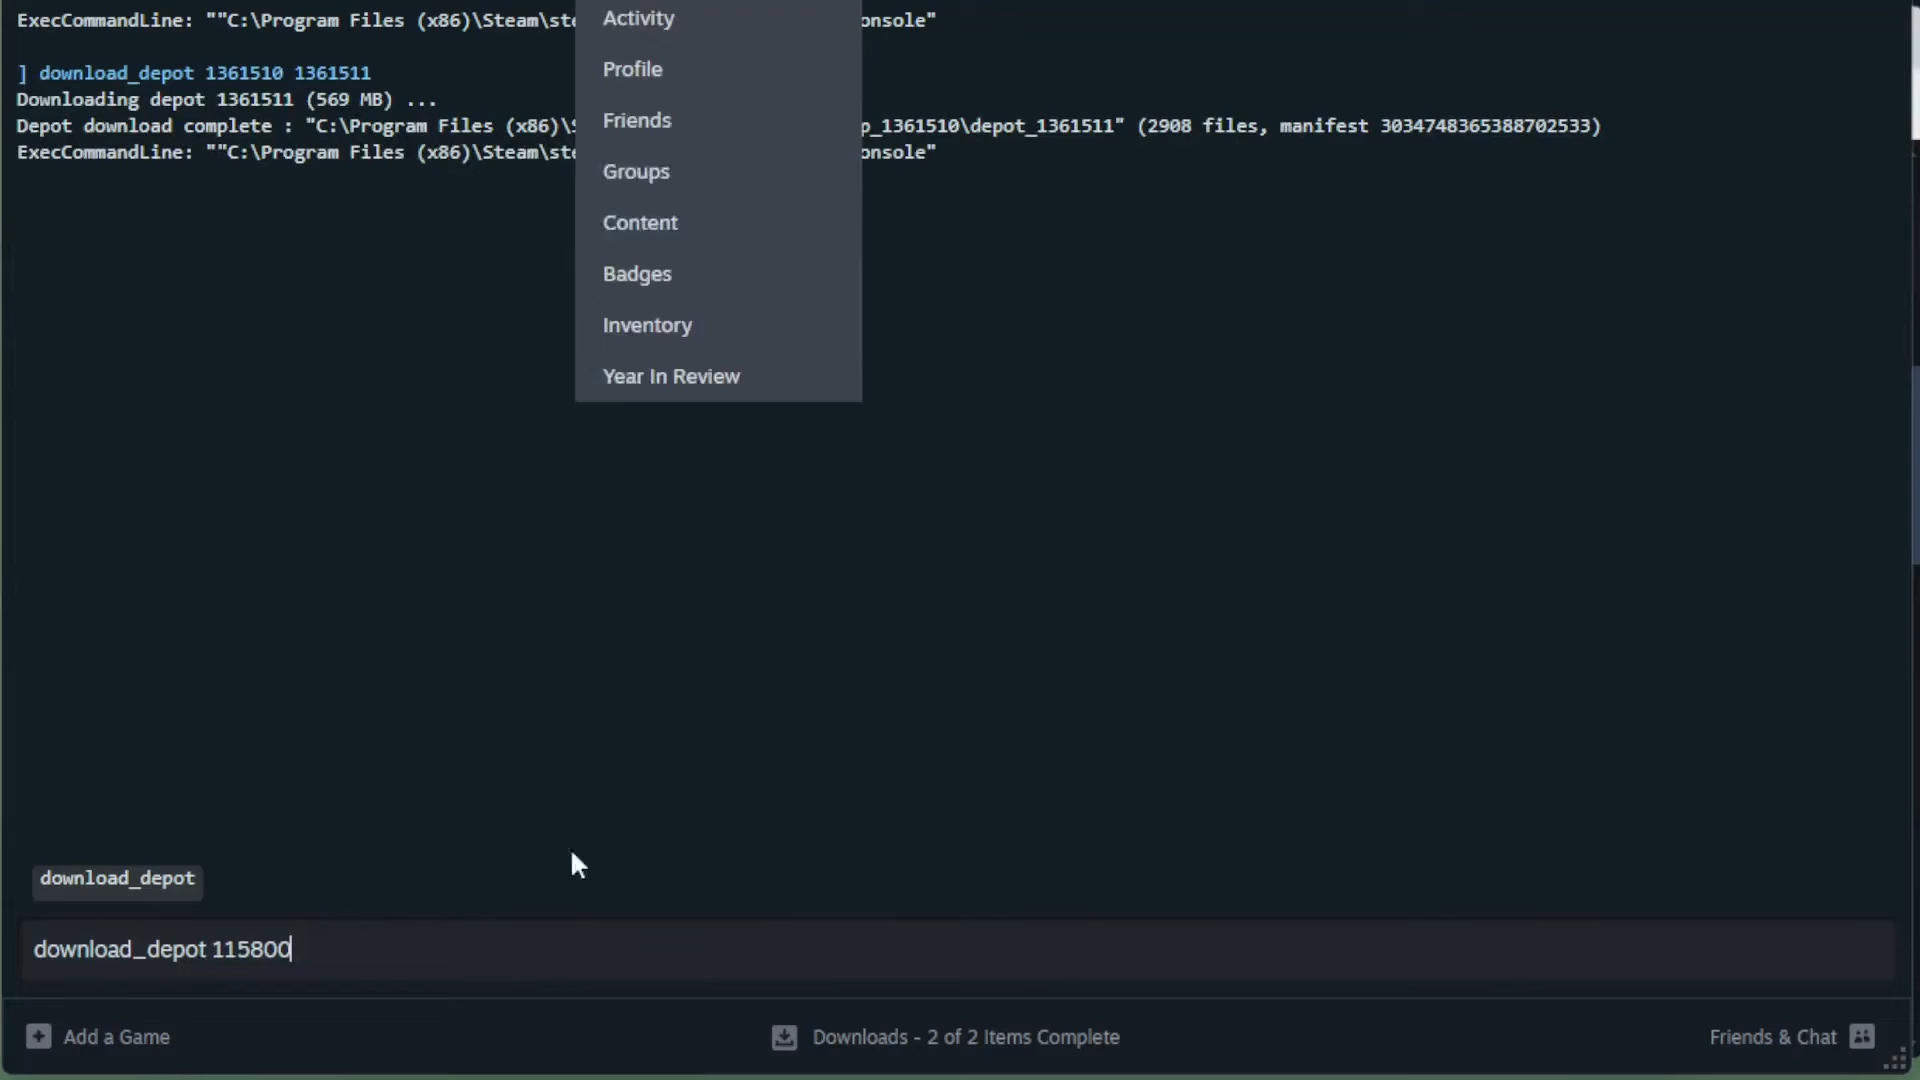 ExecCommandLine: ""C:\Program Files (x86)\Steam\ste onsole"
] download_depot 1361510 1361511
Downloading depot 1361511 (569 MB) ...
Depot download complete : "C:\Program Files (x86)\S p_1361510\depot_1361511" (2908 files, manifest 3034748365388702533)
ExecCommandLine: ""C:\Program Files (x86)\Steam\ste onsole"
Activity
Profile
Friends
Groups
Content
Badges
Inventory
Year In Review
download_depot
download_depot 115800
Add a Game
Downloads - 2 of 2 Items Complete
Friends & Chat